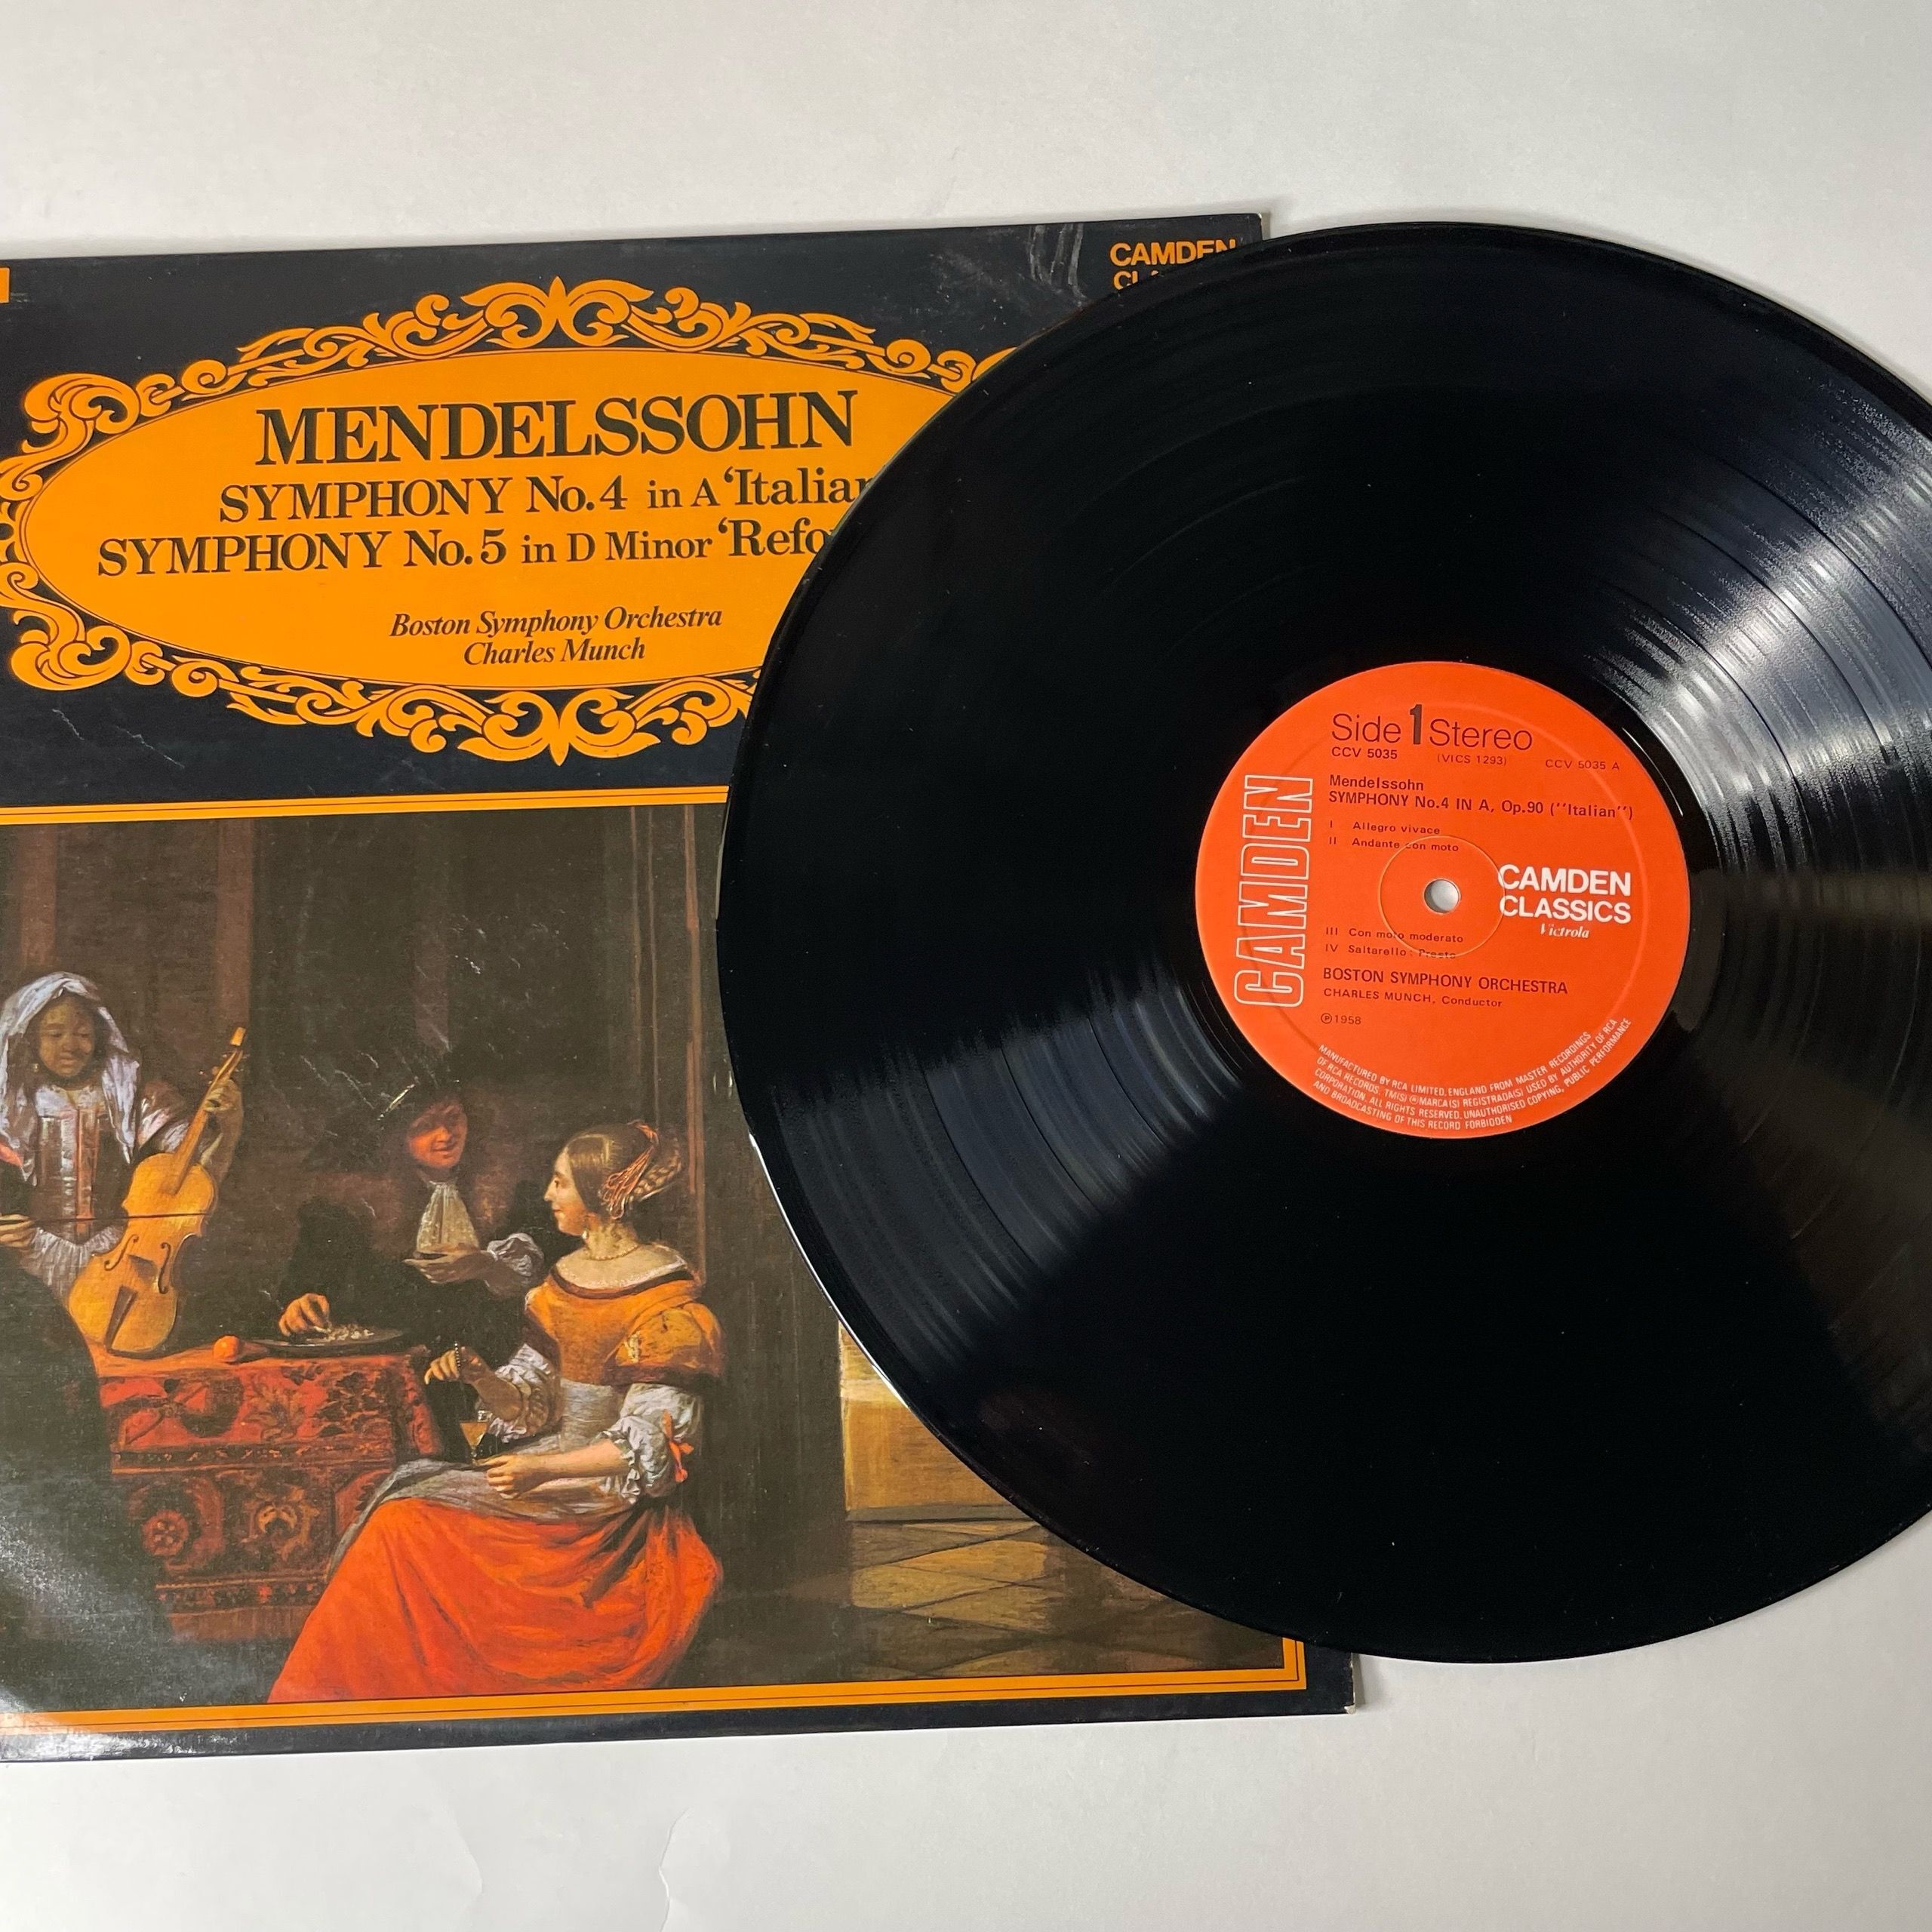 CAMDEN
MENDELSSOHN
SYMPHONY No.4 in A 'Italian
SYMPHONY No.5 in D Minor 'Refo
Boston Symphony Orchestra
Charles Munch
CAMDEN
Side 1 Stereo
CCV 5035 (VICS 1293) CCV 5035 A
Mendelssohn
SYMPHONY No.4 IN A, Op.90 (''Italian'')
I Allegro vivace
II Andante con moto
CAMDEN
CLASSICS
Victrola
III Con moto moderato
IV Saltarello: Presto
BOSTON SYMPHONY ORCHESTRA
CHARLES MUNCH, Conductor
℗1958
MANUFACTURED BY RCA LIMITED, ENGLAND FROM MASTER RECORDINGS
OF RCA RECORDS. TM(S) ® MARCA(S) REGISTRADA(S) USED BY AUTHORITY OF RCA
CORPORATION. ALL RIGHTS RESERVED. UNAUTHORISED COPYING, PUBLIC PERFORMANCE
AND BROADCASTING OF THIS RECORD FORBIDDEN